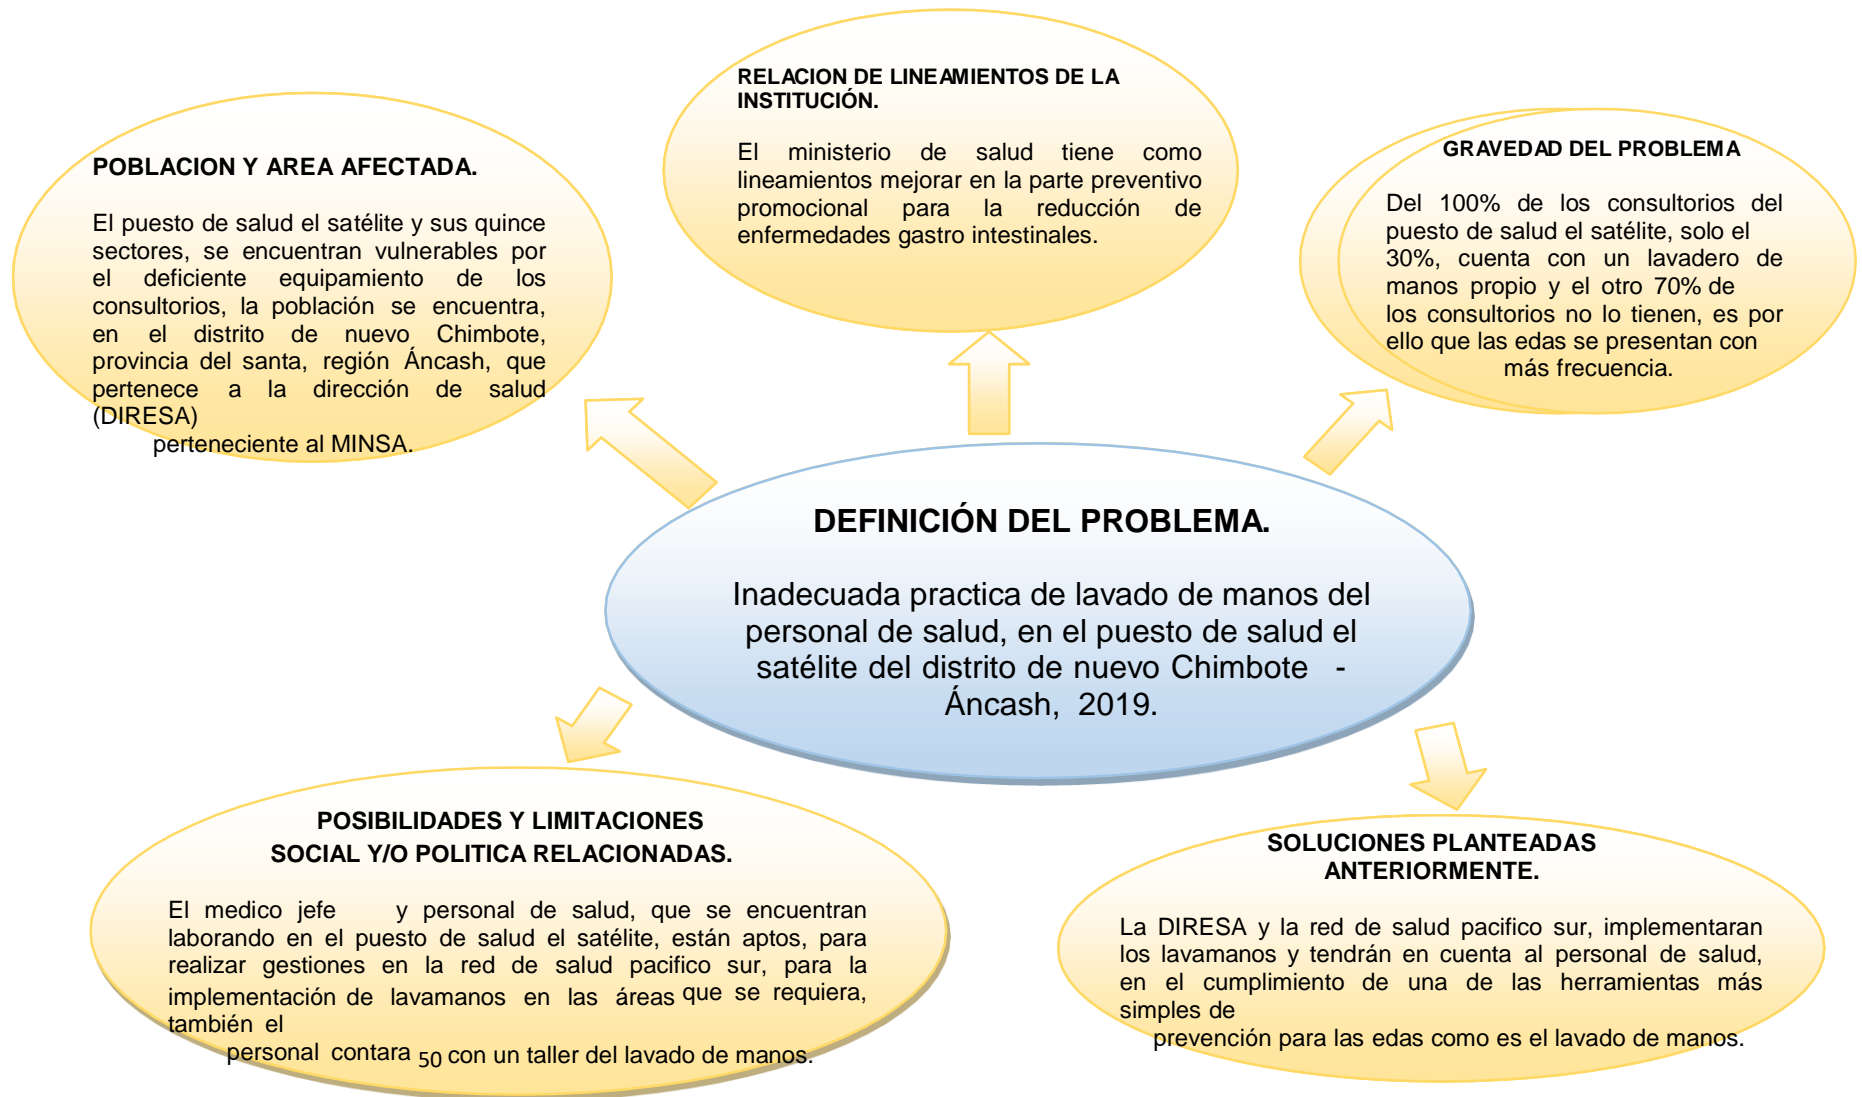 RELACION DE LINEAMIENTOS DE LA
INSTITUCIÓN.
El ministerio de salud tiene como
lineamientos mejorar en la parte preventivo
promocional para la reducción de
enfermedades gastro intestinales.
POBLACION Y AREA AFECTADA.
El puesto de salud el satélite y sus quince
sectores, se encuentran vulnerables por
el deficiente equipamiento de los
consultorios, la población se encuentra,
en el distrito de nuevo Chimbote,
provincia del santa, región Áncash, que
pertenece a la dirección de salud
(DIRESA)
perteneciente al MINSA.
GRAVEDAD DEL PROBLEMA
Del 100% de los consultorios del
puesto de salud el satélite, solo el
30%, cuenta con un lavadero de
manos propio y el otro 70% de
los consultorios no lo tienen, es por
ello que las edas se presentan con
más frecuencia.
DEFINICIÓN DEL PROBLEMA.
Inadecuada practica de lavado de manos del
personal de salud, en el puesto de salud el
satélite del distrito de nuevo Chimbote -
Áncash, 2019.
POSIBILIDADES Y LIMITACIONES
SOCIAL Y/O POLITICA RELACIONADAS.
El medico jefe y personal de salud, que se encuentran
laborando en el puesto de salud el satélite, están aptos, para
realizar gestiones en la red de salud pacifico sur, para la
implementación de lavamanos en las áreas que se requiera,
también el
personal contara 50 con un taller del lavado de manos.
SOLUCIONES PLANTEADAS
ANTERIORMENTE.
La DIRESA y la red de salud pacifico sur, implementaran
los lavamanos y tendrán en cuenta al personal de salud,
en el cumplimiento de una de las herramientas más
simples de
prevención para las edas como es el lavado de manos.